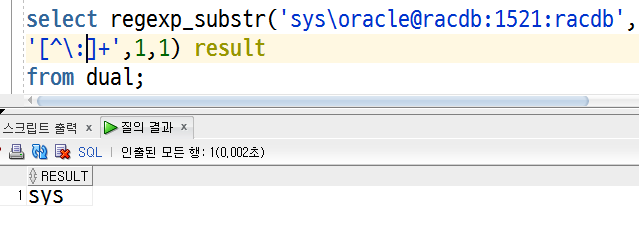 select regexp_substr('sys\oracle@racdb:1521:racdb',
'[^\:]+',1,1) result
from dual;
스크립트 출력 x 질의 결과 x
SQL 인출된 모든 행: 1(0,002초)
RESULT
1 sys